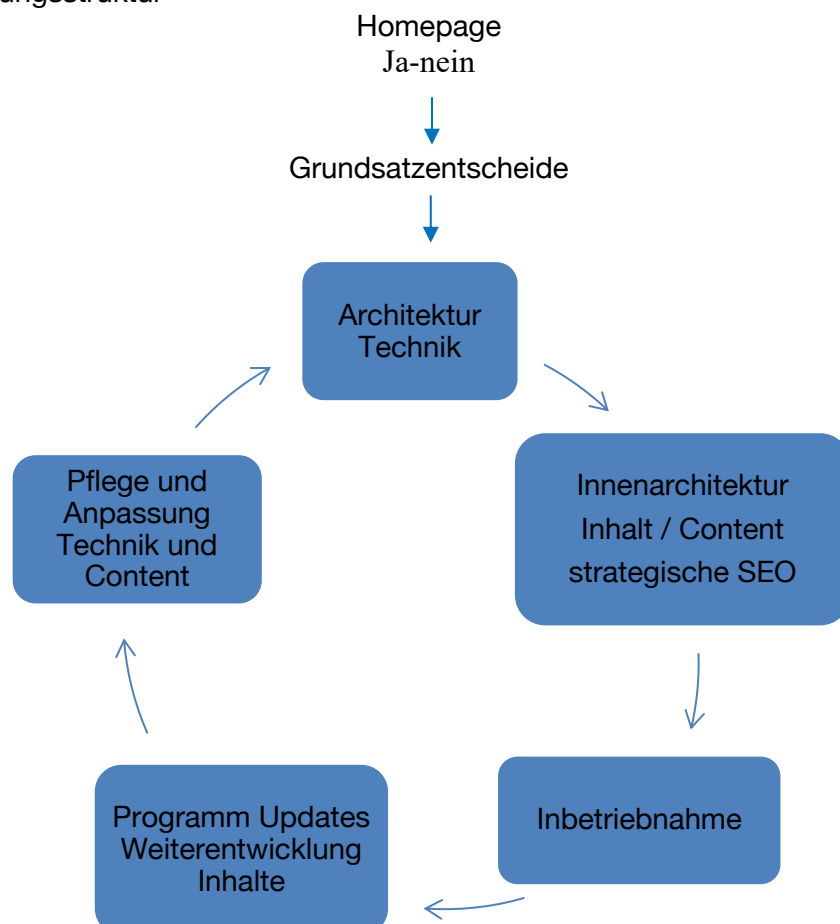 Homepage
Ja-nein
Grundsatzentscheide
Architektur
Technik
Innenarchitektur
Inhalt / Content
strategische SEO
Inbetriebnahme
Programm Updates
Weiterentwicklung
Inhalte
Pflege und
Anpassung
Technik und
Content